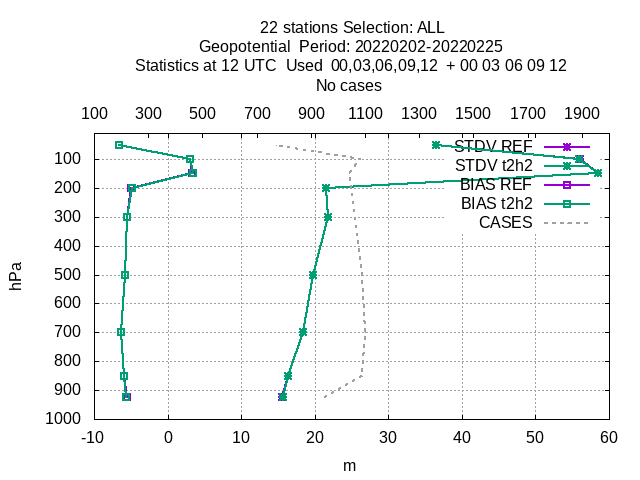 22 stations Selection: ALL
Geopotential  Period: 20220202-20220225
Statistics at 12 UTC  Used  00,03,06,09,12  + 00 03 06 09 12
No cases
100 300 500 700 900 1100 1300 1500 1700 1900
STDV REF
STDV t2h2
BIAS REF
BIAS t2h2
CASES
hPa
100
200
300
400
500
600
700
800
900
1000
-10 0 10 20 30 40 50 60
m